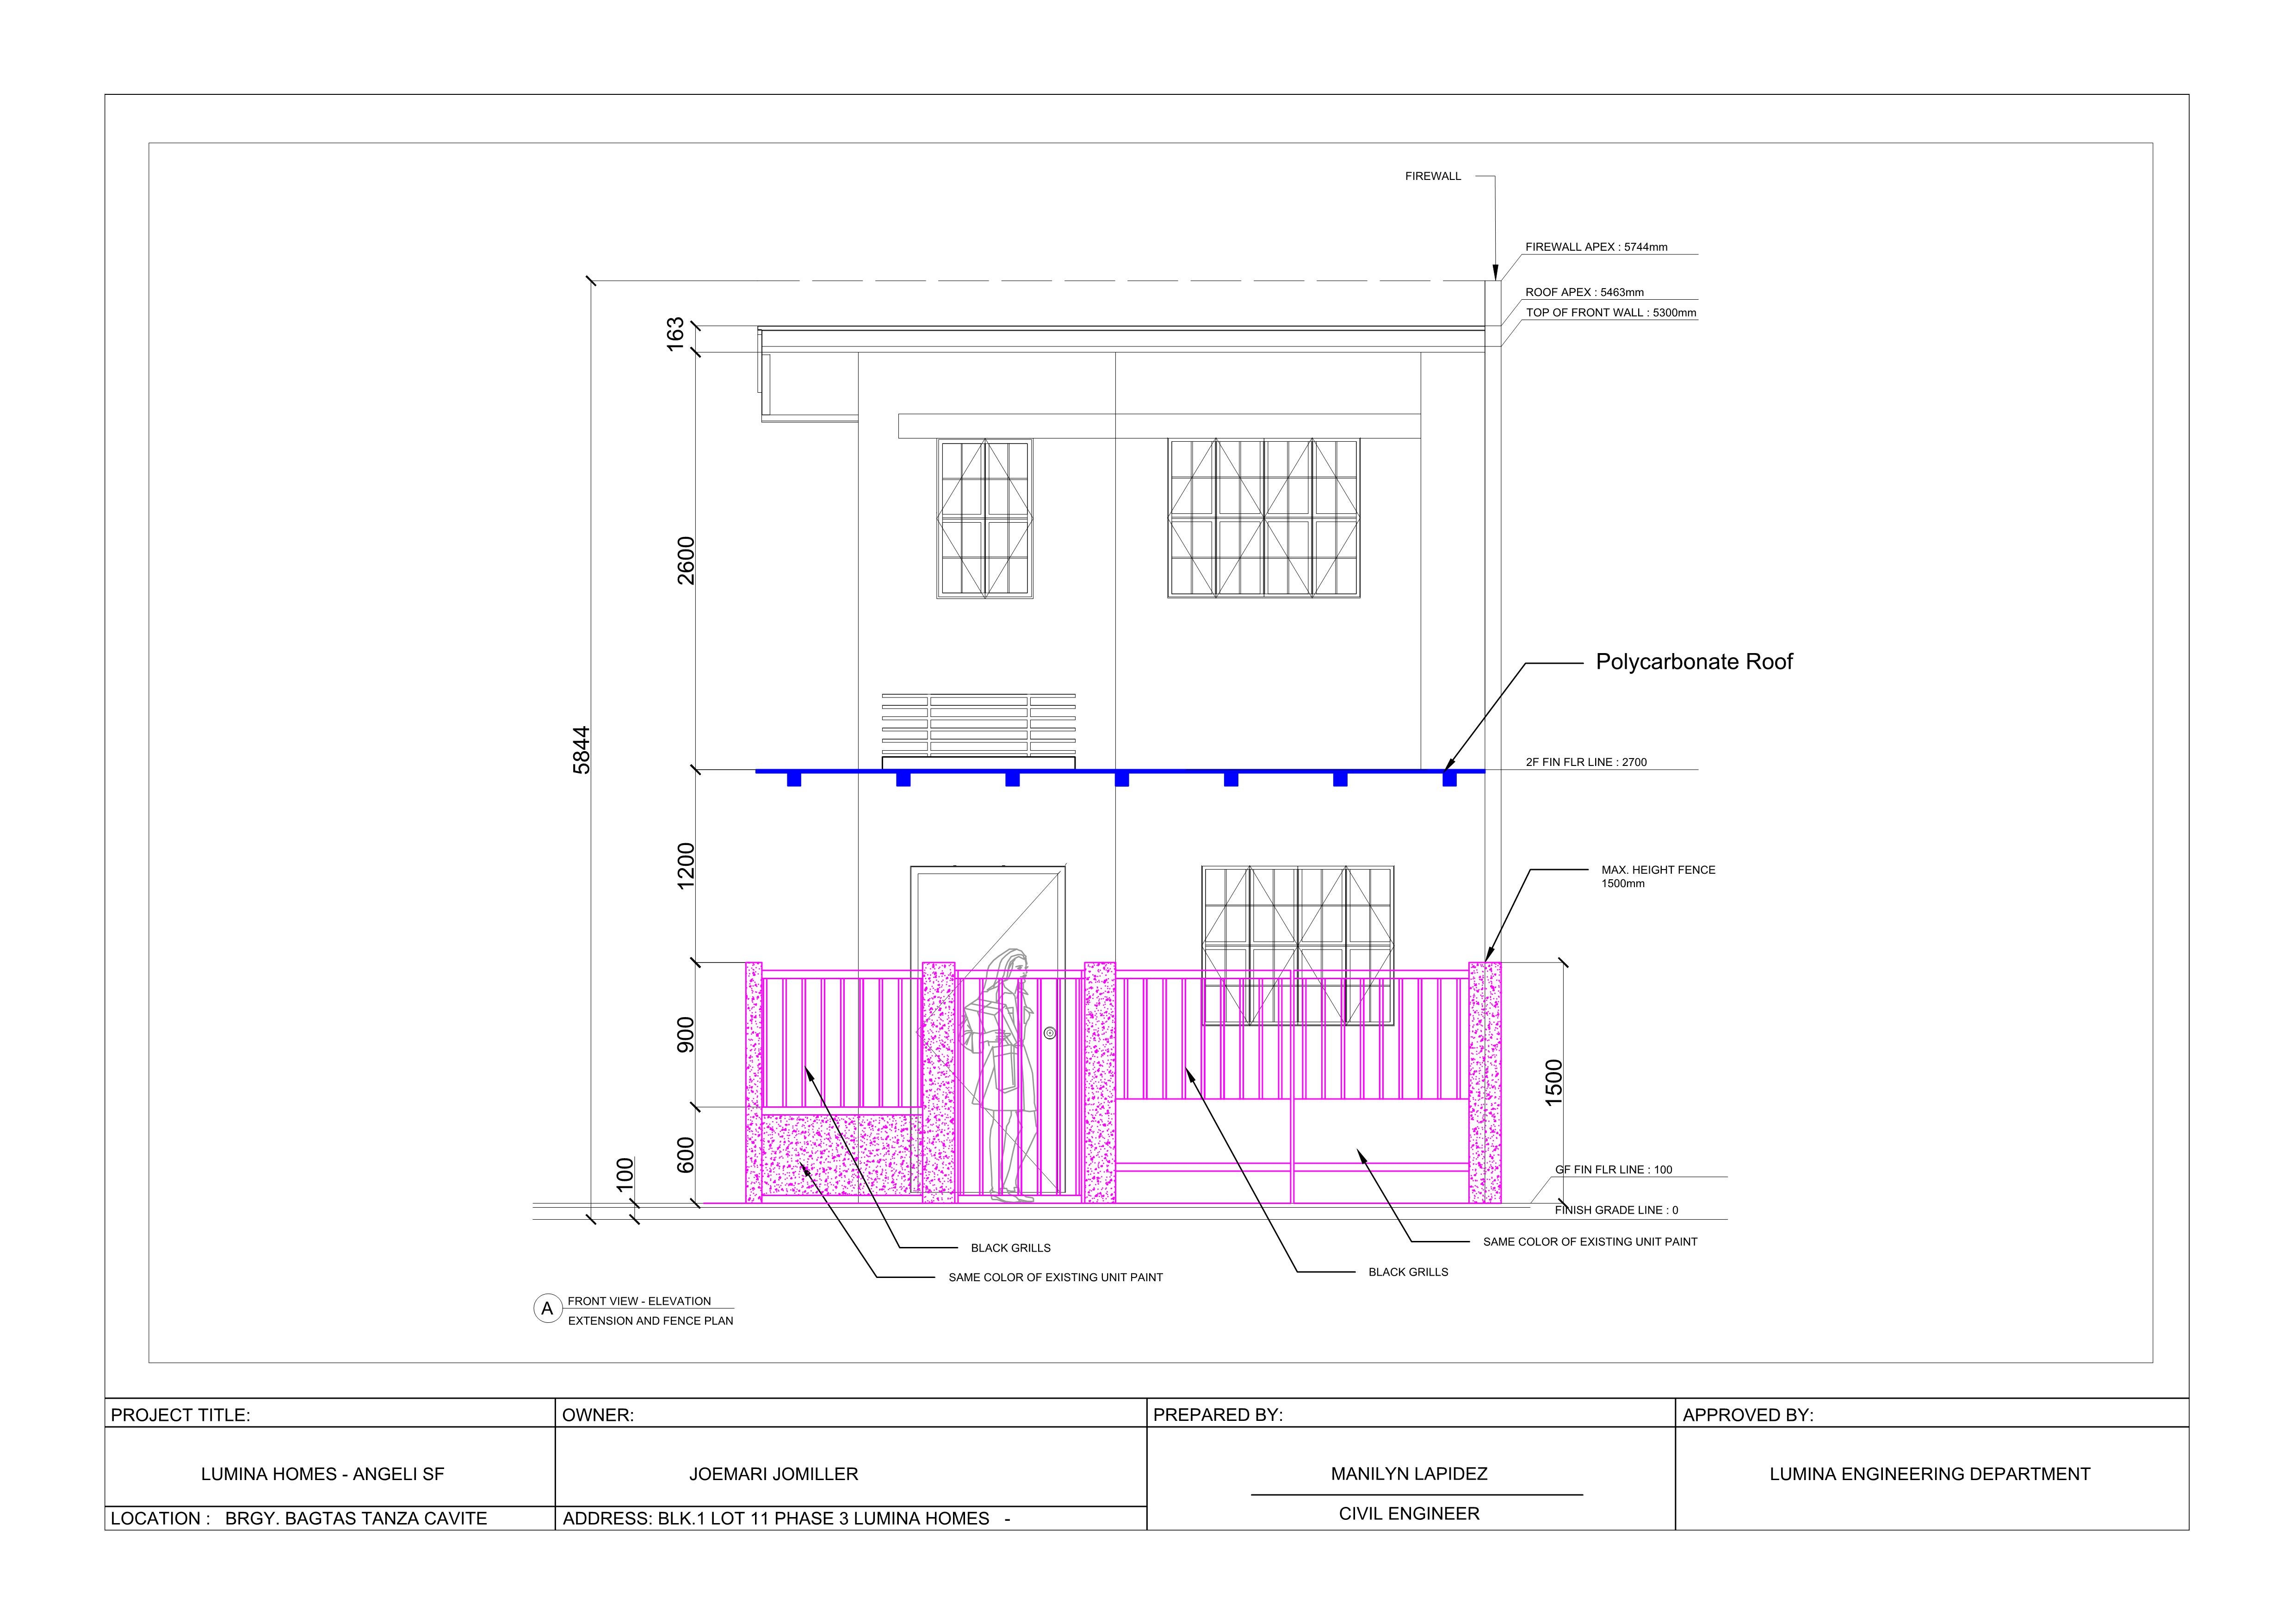 FIREWALL
FIREWALL APEX : 5744mm
ROOF APEX : 5463mm
TOP OF FRONT WALL : 5300mm
163
2600
Polycarbonate Roof
5844
2F FIN FLR LINE : 2700
1200
MAX. HEIGHT FENCE
1500mm
900
1500
600
100
GF FIN FLR LINE : 100
FINISH GRADE LINE : 0
BLACK GRILLS
SAME COLOR OF EXISTING UNIT PAINT
SAME COLOR OF EXISTING UNIT PAINT
BLACK GRILLS
A
FRONT VIEW - ELEVATION
EXTENSION AND FENCE PLAN
PROJECT TITLE:
LUMINA HOMES - ANGELI SF
LOCATION : BRGY. BAGTAS TANZA CAVITE
OWNER:
JOEMARI JOMILLER
ADDRESS: BLK.1 LOT 11 PHASE 3 LUMINA HOMES -
PREPARED BY:
MANILYN LAPIDEZ
CIVIL ENGINEER
APPROVED BY:
LUMINA ENGINEERING DEPARTMENT